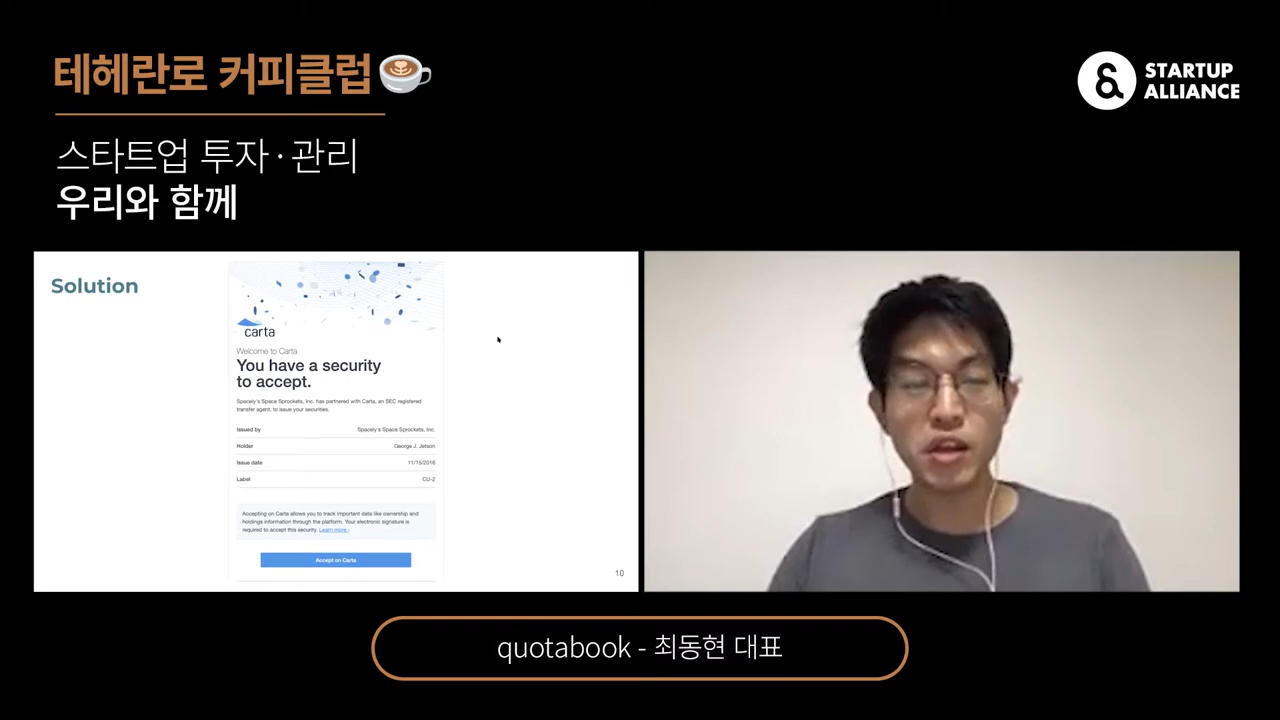 테헤란로 커피클럽
STARTUP
ALLIANCE
스타트업 투자·관리
우리와 함께
Solution
carta
Welcome to Carta
You have a security
to accept.
Spacely's Space Sprockets, Inc. has partnered with Carta, an SEC registered
transfer agent, to issue your securities.
Issued by Spacely's Space Sprockets, Inc.
Holder George J. Jetson
Issue date 11/15/2016
Label CU-2
Accepting on Carta allows you to track important data like ownership and
holdings information through the platform. Your electronic signature is
required to accept this security. Learn more ›
Accept on Carta
10
quotabook - 최동현 대표